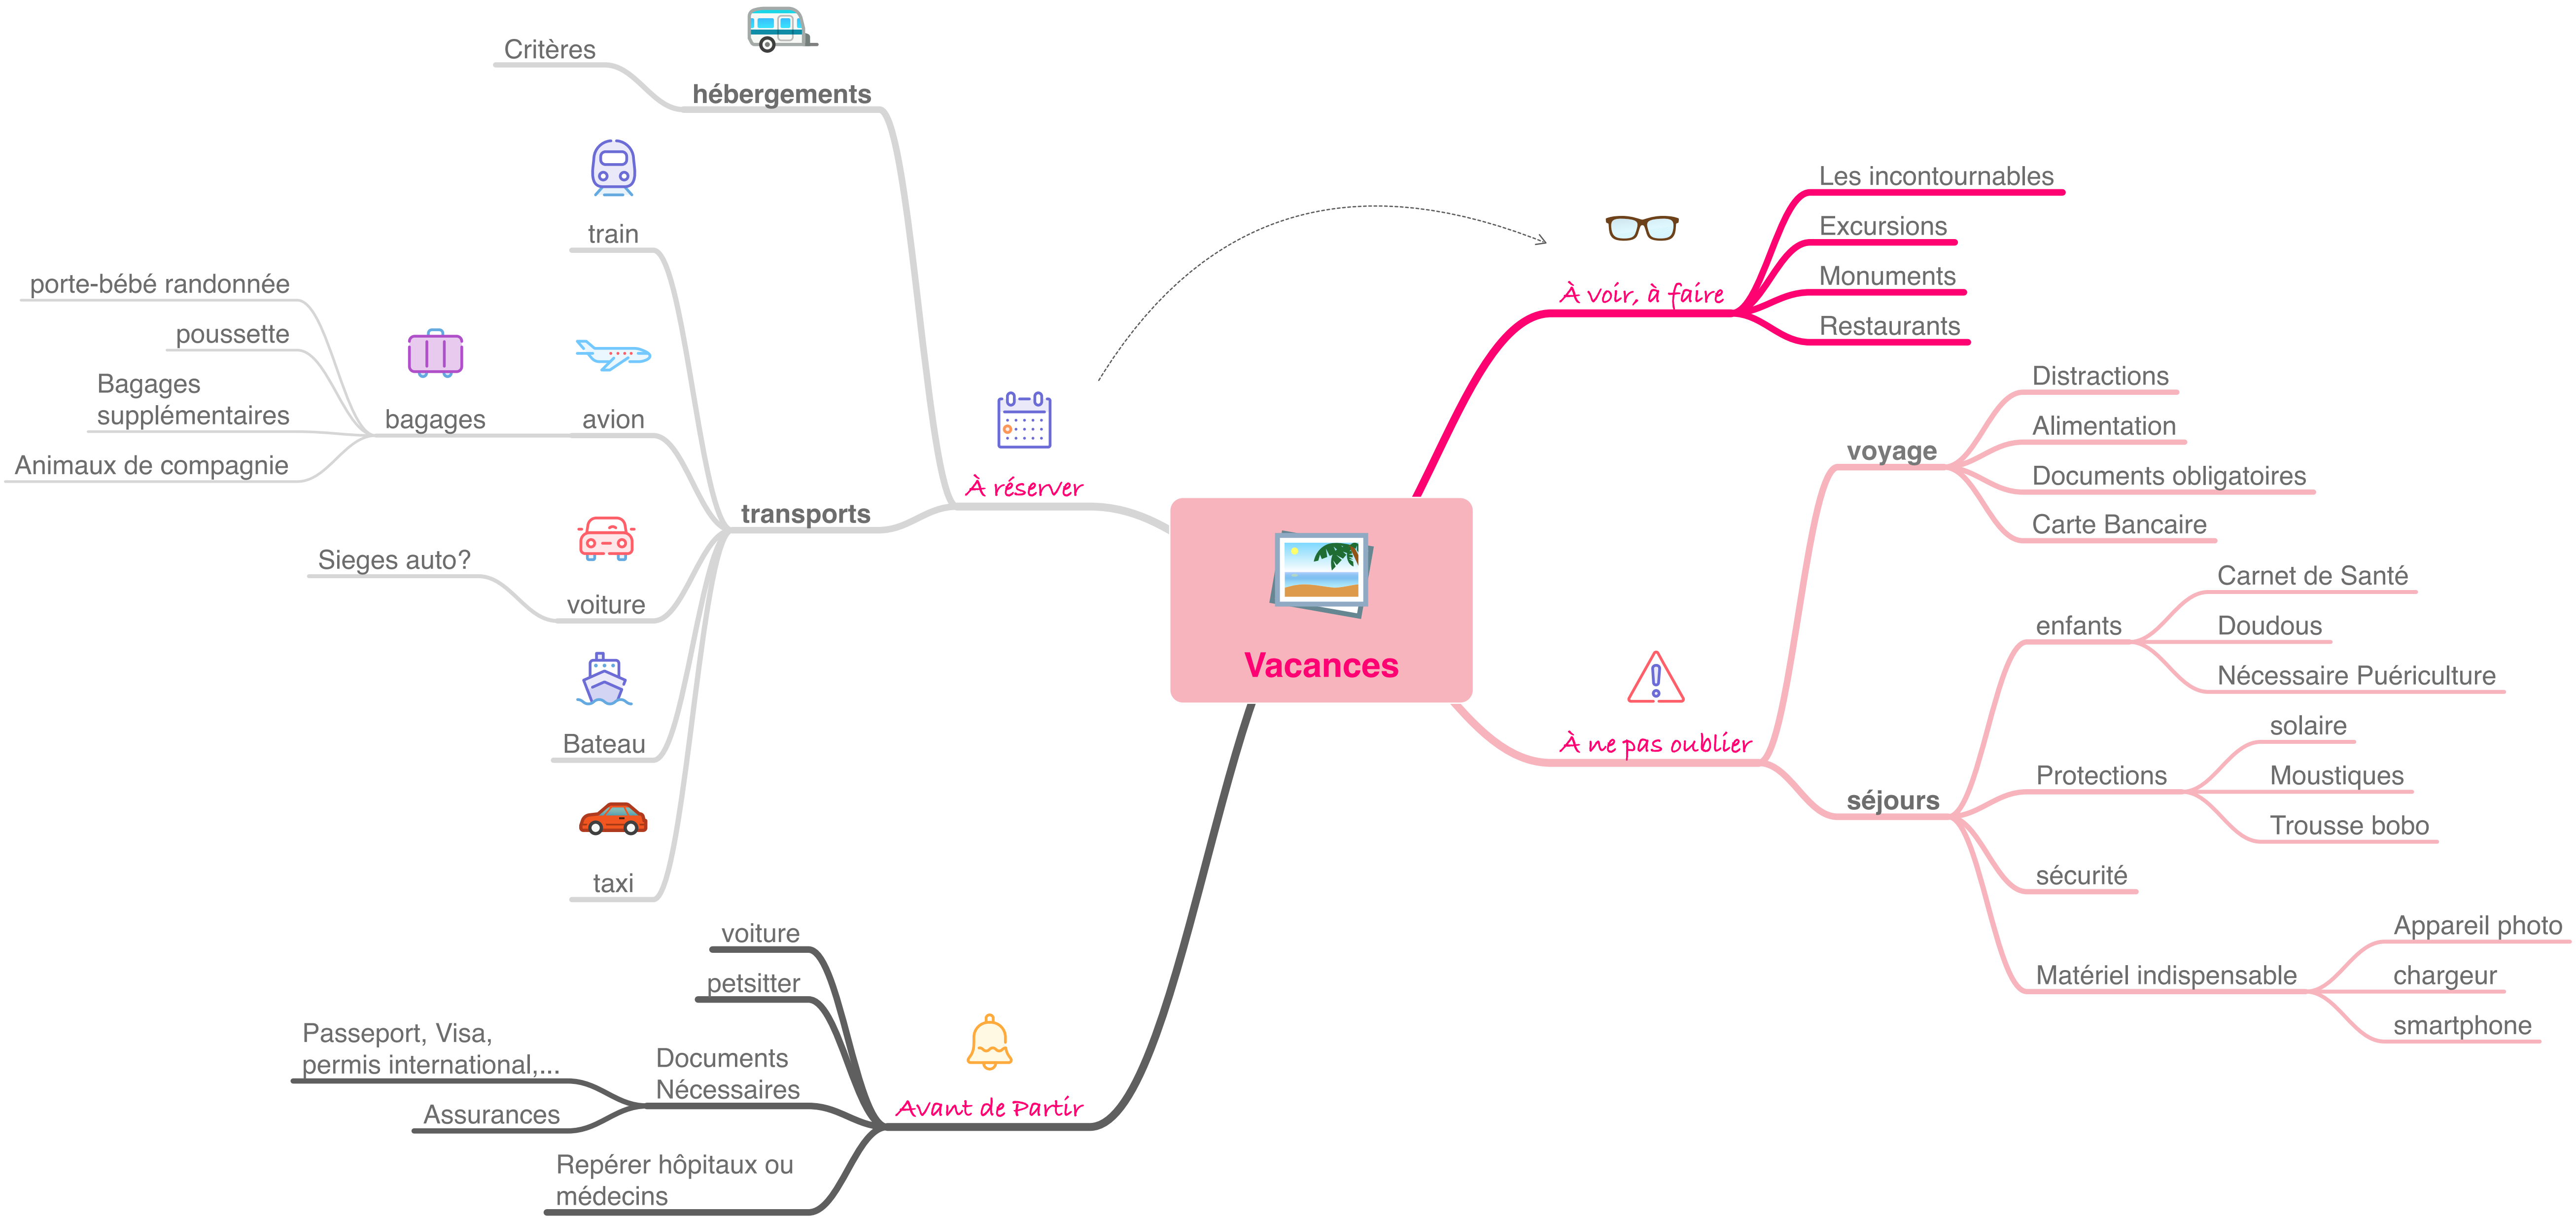 Vacances
À voir, à faire
Les incontournables
Excursions
Monuments
Restaurants
À ne pas oublier
voyage
Distractions
Alimentation
Documents obligatoires
Carte Bancaire
séjours
enfants
Carnet de Santé
Doudous
Nécessaire Puériculture
Protections
solaire
Moustiques
Trousse bobo
sécurité
Matériel indispensable
Appareil photo
chargeur
smartphone
À réserver
hébergements
Critères
transports
train
avion
bagages
porte-bébé randonnée
poussette
Bagages
supplémentaires
Animaux de compagnie
voiture
Sieges auto?
Bateau
taxi
Avant de Partir
voiture
petsitter
Documents
Nécessaires
Passeport, Visa,
permis international,...
Assurances
Repérer hôpitaux ou
médecins